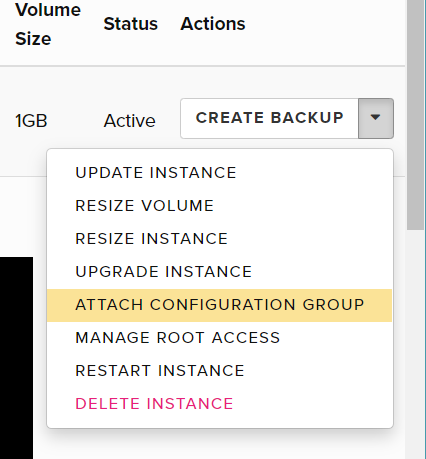 Volume
Size
Status
Actions
1GB
Active
CREATE BACKUP
UPDATE INSTANCE
RESIZE VOLUME
RESIZE INSTANCE
UPGRADE INSTANCE
ATTACH CONFIGURATION GROUP
MANAGE ROOT ACCESS
RESTART INSTANCE
DELETE INSTANCE